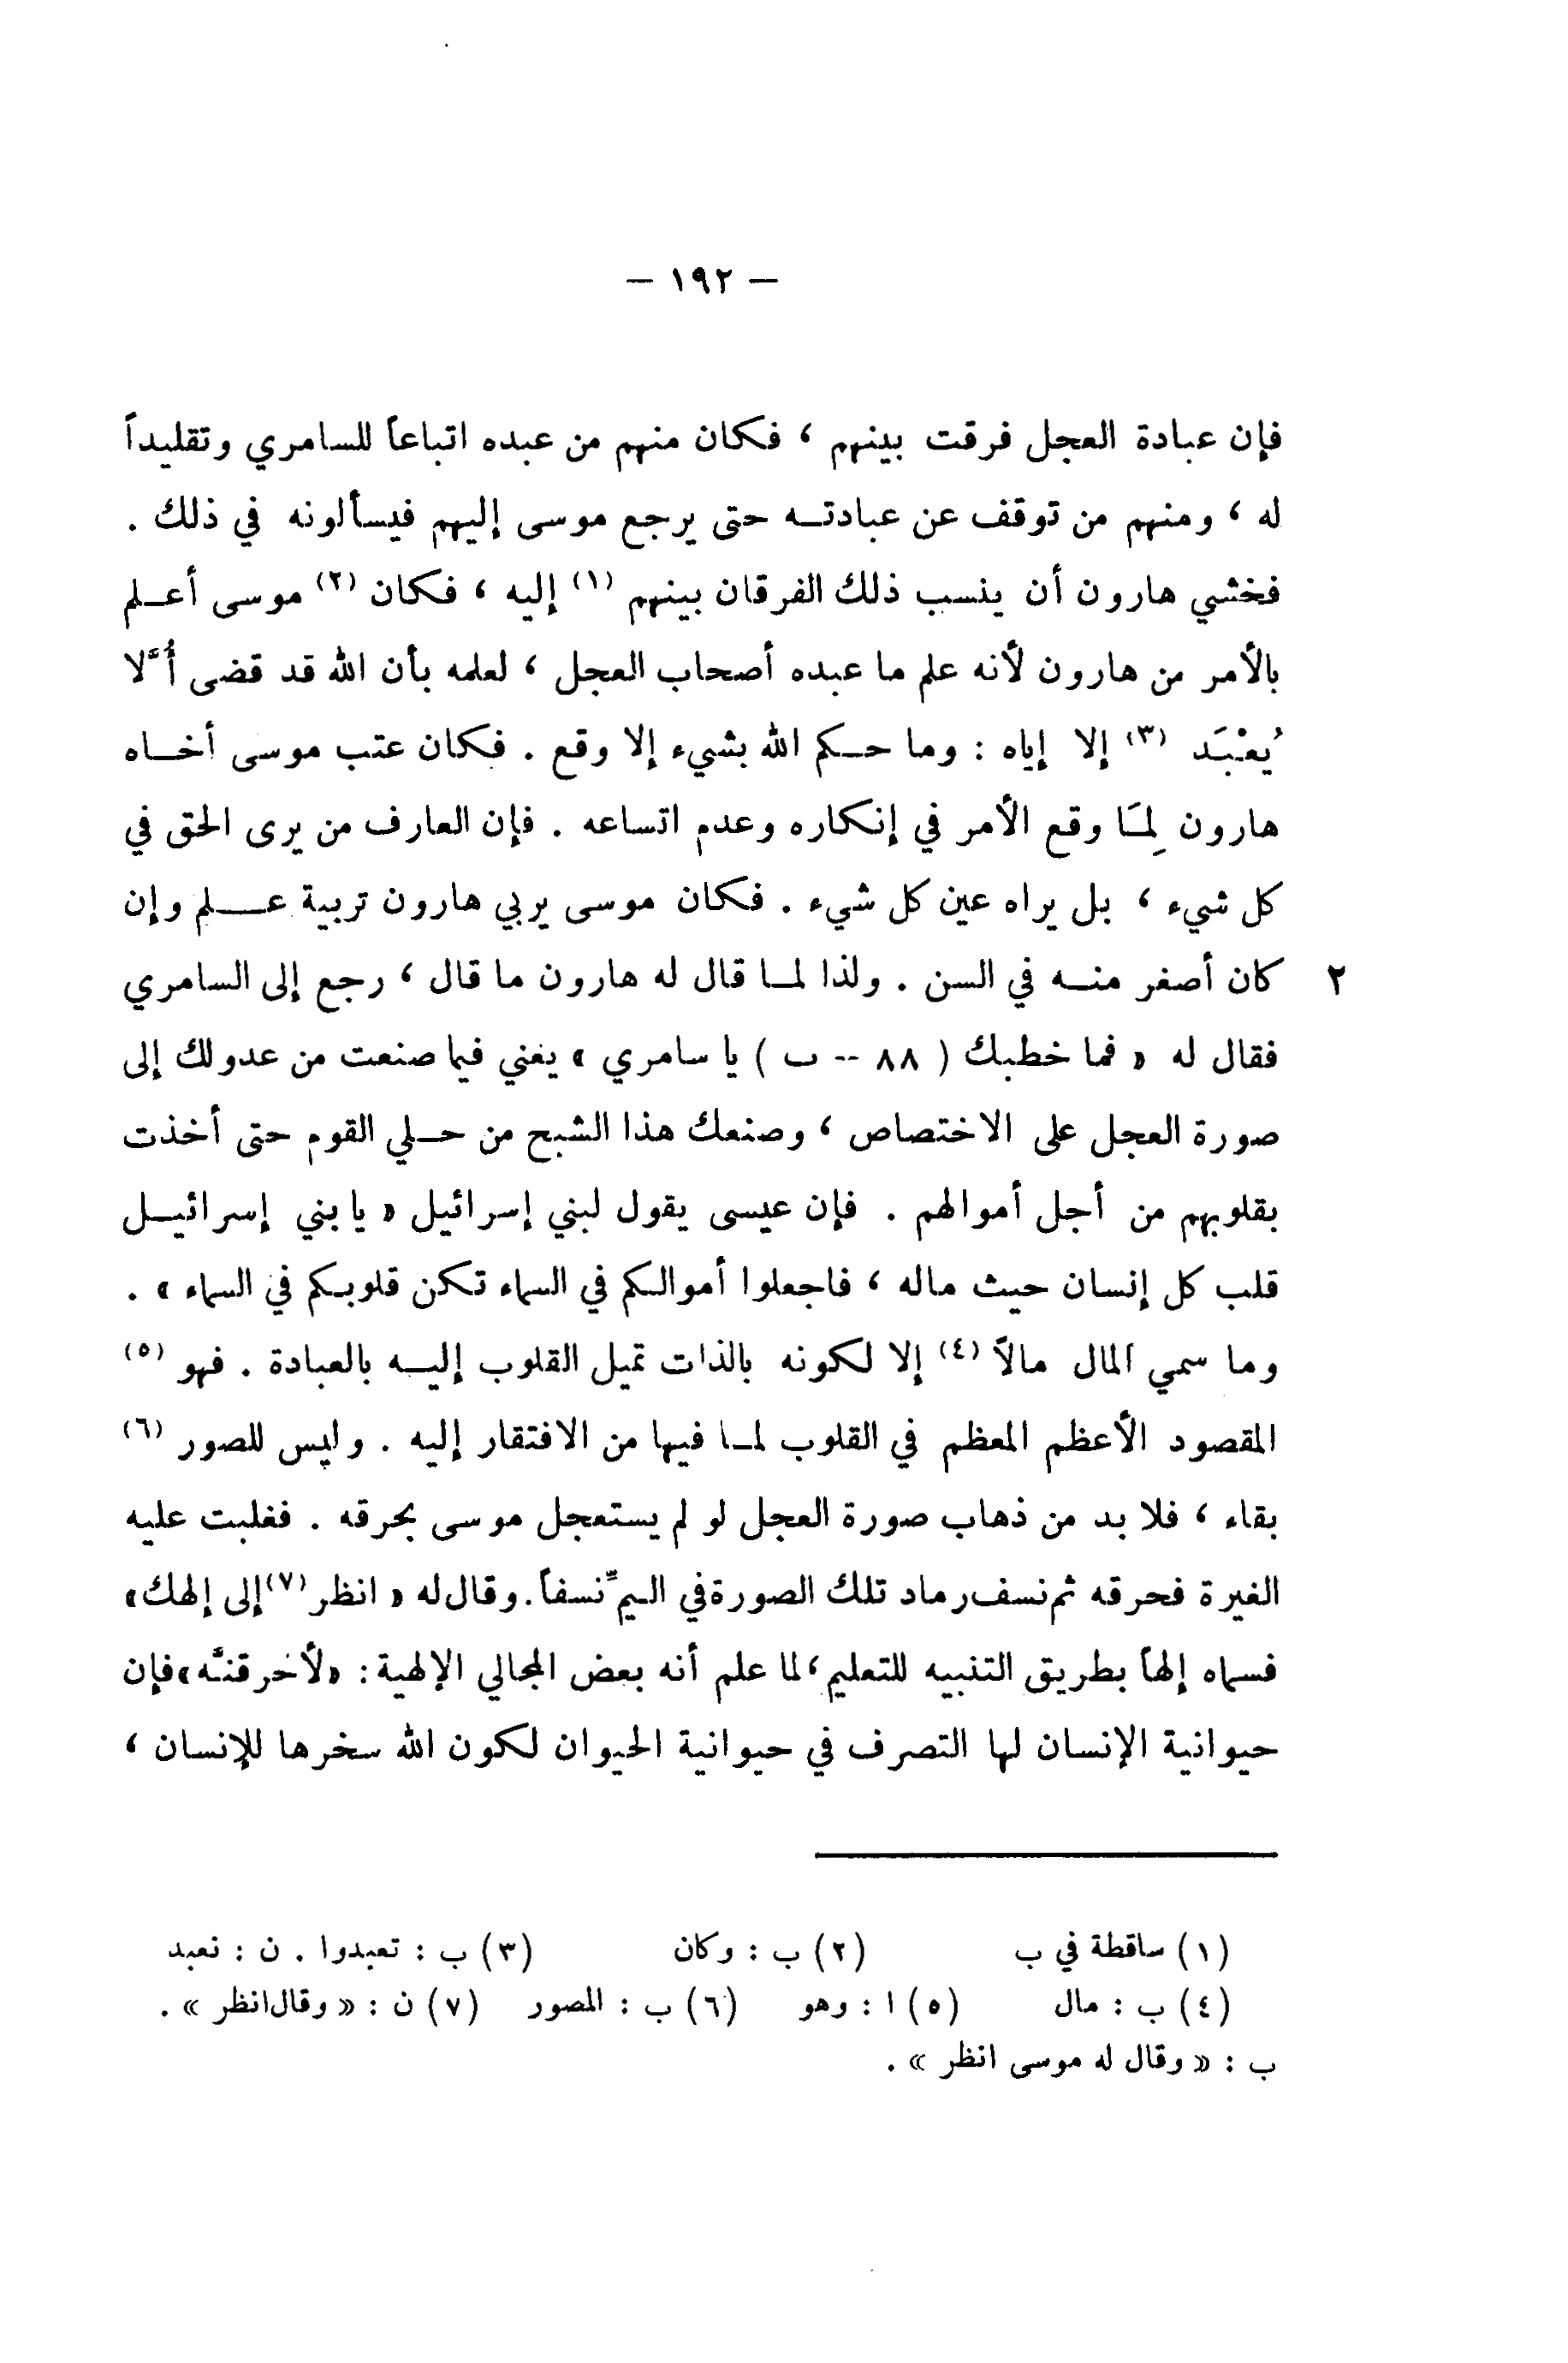 — ١٩٢ —
فإن عبادة العجل فرقت بينهم ، فكان منهم من عبده اتباعاً للسامري وتقليداً
له ، ومنهم من توقف عن عبادتـه حتى يرجع موسى إليهم فيسألونه في ذلك .
فخشي هارون أن ينسب ذلك الفرقان بينهم (١) إليه ، فكان (٢) موسى أعـلم
بالأمر من هارون لأنه علم ما عبده أصحاب العجل ، لعلمه بأن الله قد قضى ألَّا
يُعْبَد (٣) إلا إياه : وما حـكم الله بشيء إلا وقع . فكان عتب موسى أخـاه
هارون لِمَا وقع الأمر في إنكاره وعدم اتساعه . فإن العارف من يرى الحق في
كل شيء ، بل يراه عين كل شيء . فكان موسى يربي هارون تربية عـلم وإن
٢ كان أصغر منـه في السن . ولذا لمـا قال له هارون ما قال ، رجع إلى السامري
فقال له « فما خطبك ( ٨٨ -- ب ) يا سامري » يعني فيما صنعت من عدولك إلى
صورة العجل على الاختصاص ، وصنعك هذا الشبح من حـلي القوم حتى أخذت
بقلوبهم من أجل أموالهم . فإن عيسى يقول لبني إسرائيل « يا بني إسرائيـل
قلب كل إنسان حيث ماله ، فاجعلوا أموالكم في السماء تكن قلوبكم في السماء » .
وما سمي المال مالاً (٤) إلا لكونه بالذات تميل القلوب إليـه بالعبادة . فهو (٥)
المقصود الأعظم المعظم في القلوب لمـا فيها من الافتقار إليه . وليس للصور (٦)
بقاء ، فلا بد من ذهاب صورة العجل لو لم يستعجل موسى بحرقه . فغلبت عليه
الغيرة فحرقه ثم نسف رماد تلك الصورة في اليمّ نسفاً . وقال له « انظر (٧) إلى إلهك »
فسماه إلهاً بطريق التنبيه للتعليم ، لما علم أنه بعض المجالي الإلهية : « لأحرقنَّه » فإن
حيوانية الإنسان لها التصرف في حيوانية الحيوان لكون الله سخرها للإنسان ،
(١) ساقطة في ب (٢) ب : وكان (٣) ب : تعبدوا . ن : نعبد
(٤) ب : مال (٥) ا : وهو (٦) ب : المصور (٧) ن : « وقال انظر » .
ب : « وقال له موسى انظر » .